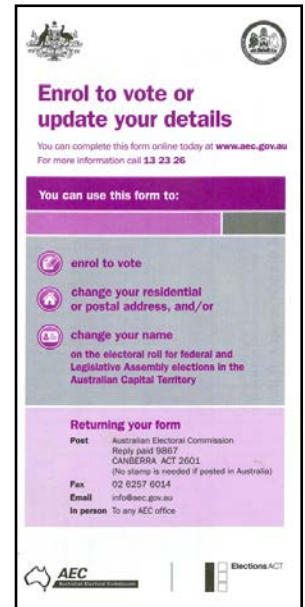 Enrol to vote or
update your details
You can complete this form online today at www.aec.gov.au
For more information call 13 23 26
You can use this form to:
enrol to vote
change your residential
or postal address, and/or
change your name
on the electoral roll for federal and
Legislative Assembly elections in the
Australian Capital Territory
Returning your form
Post Australian Electoral Commission
Reply paid 9867
CANBERRA ACT 2601
(No stamp is needed if posted in Australia)
Fax 02 6257 6014
Email info@aec.gov.au
In person To any AEC office
AEC
Australian Electoral Commission
Elections ACT